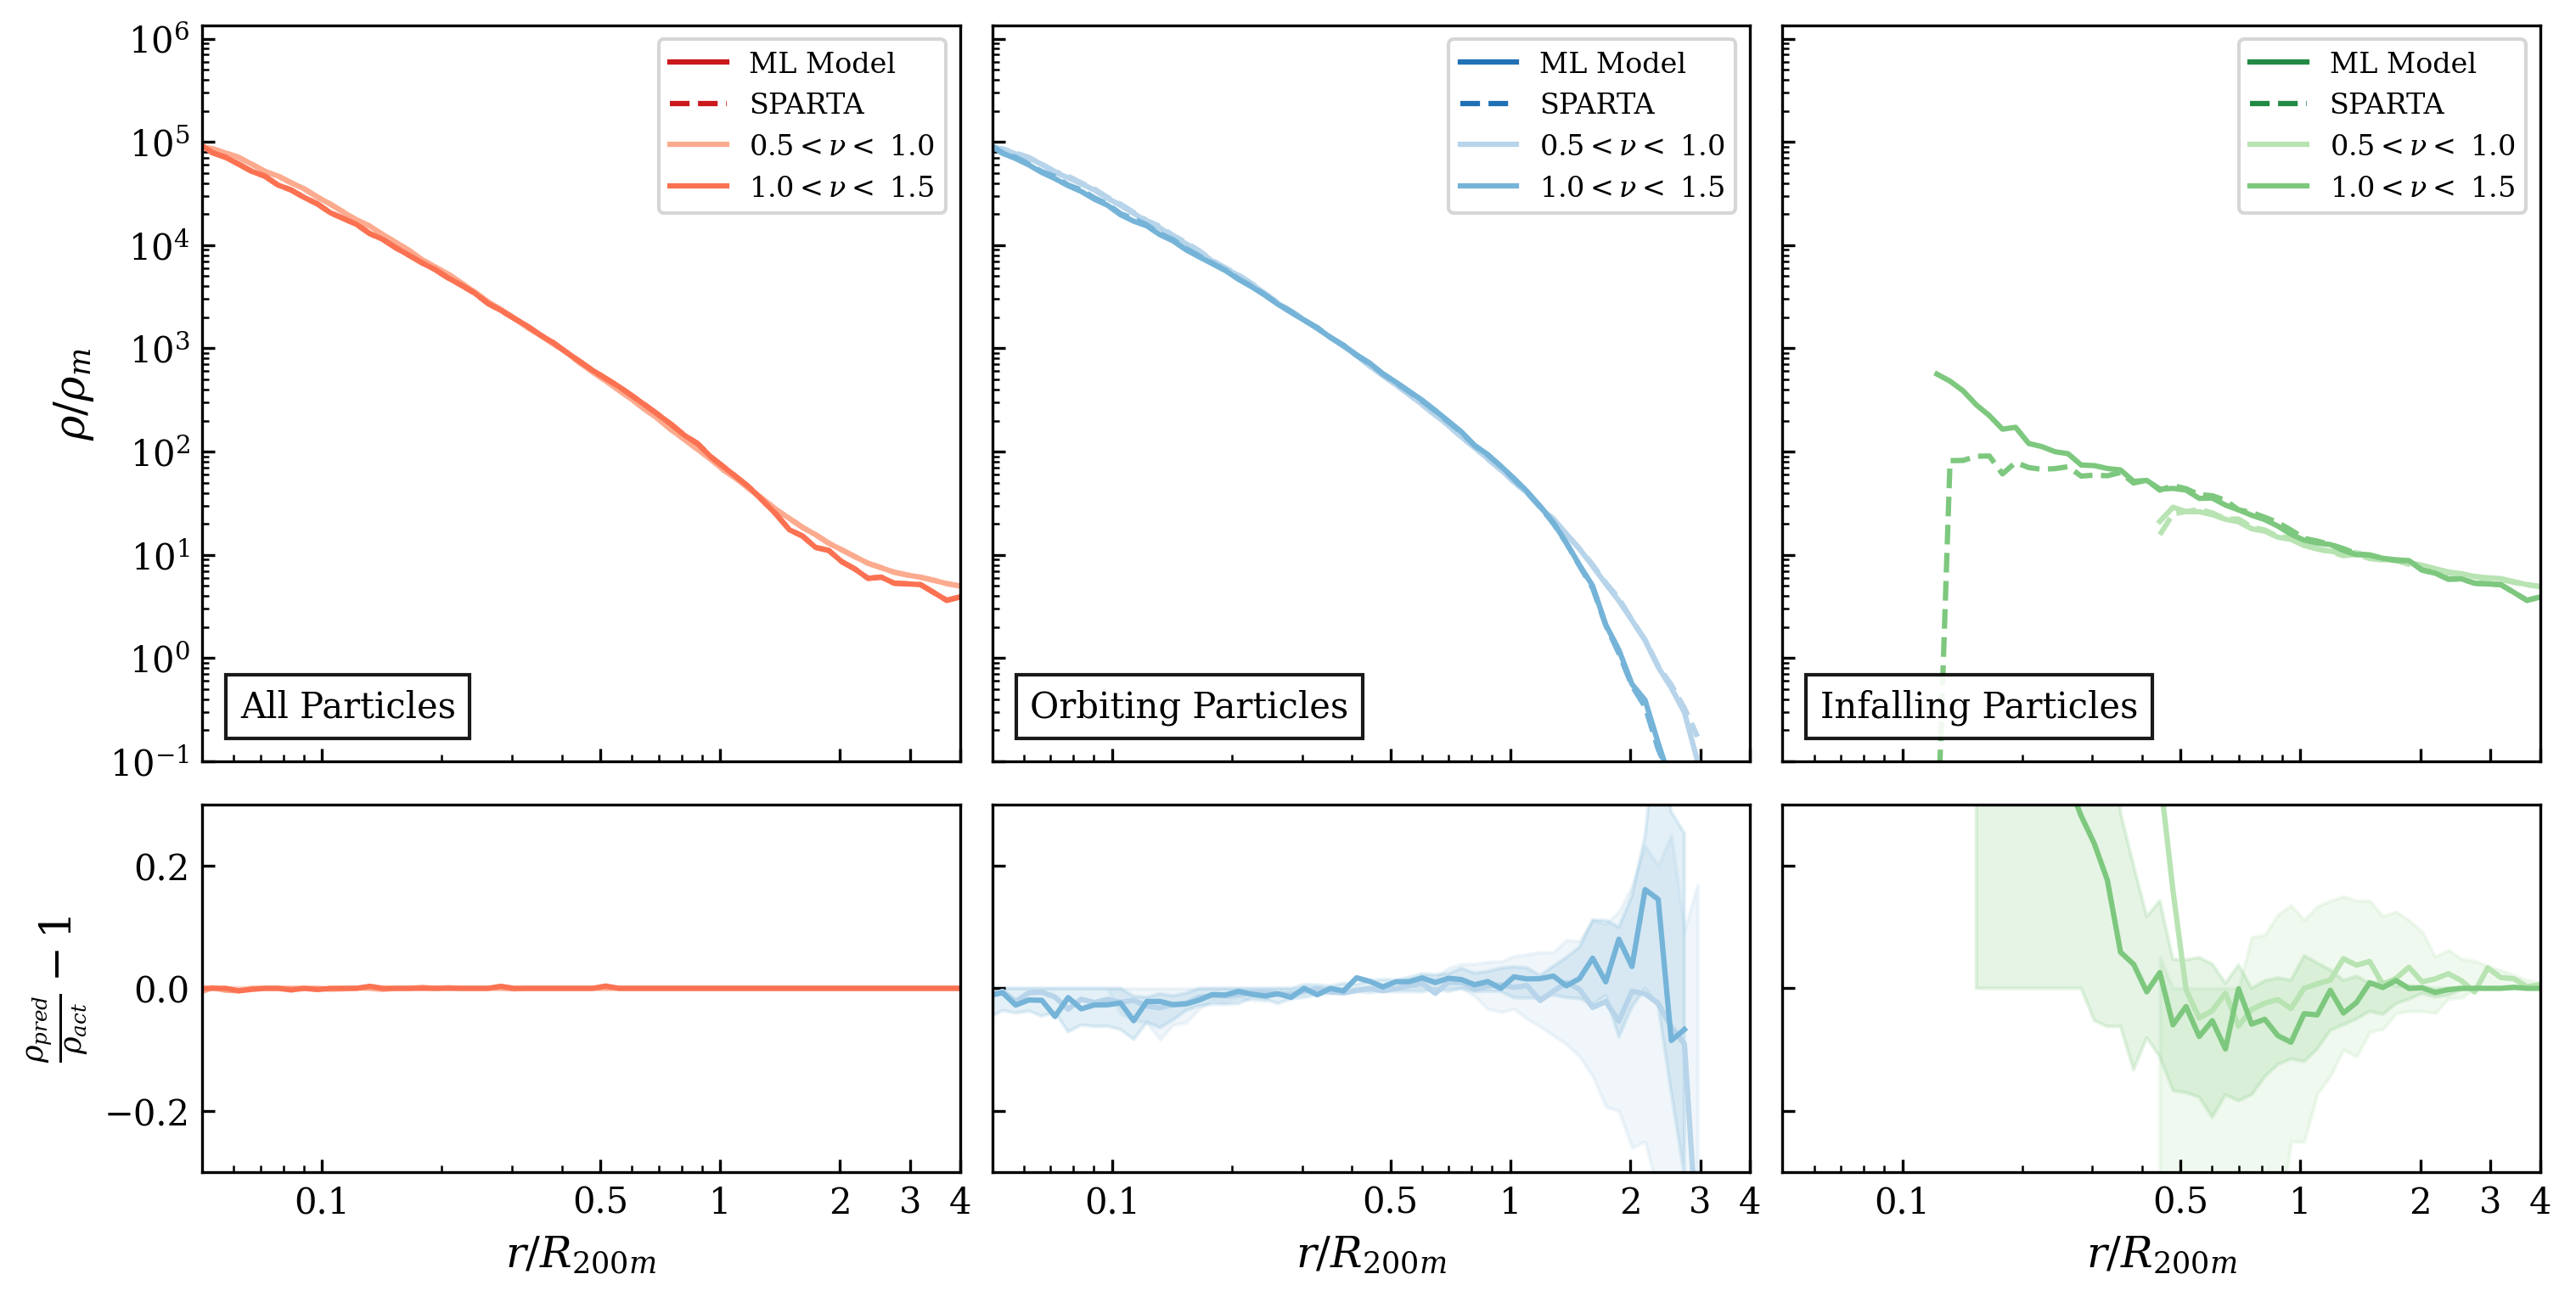 10^6
10^5
10^4
10^3
10^2
10^1
10^0
10^−1
ρ/ρ_m
ML Model
SPARTA
0.5 < ν < 1.0
1.0 < ν < 1.5
All Particles
ML Model
SPARTA
0.5 < ν < 1.0
1.0 < ν < 1.5
Orbiting Particles
ML Model
SPARTA
0.5 < ν < 1.0
1.0 < ν < 1.5
Infalling Particles
0.2
0.0
−0.2
ρ_pred/ρ_act − 1
0.1 0.5 1 2 3 4
r/R_200m
0.1 0.5 1 2 3 4
r/R_200m
0.1 0.5 1 2 3 4
r/R_200m